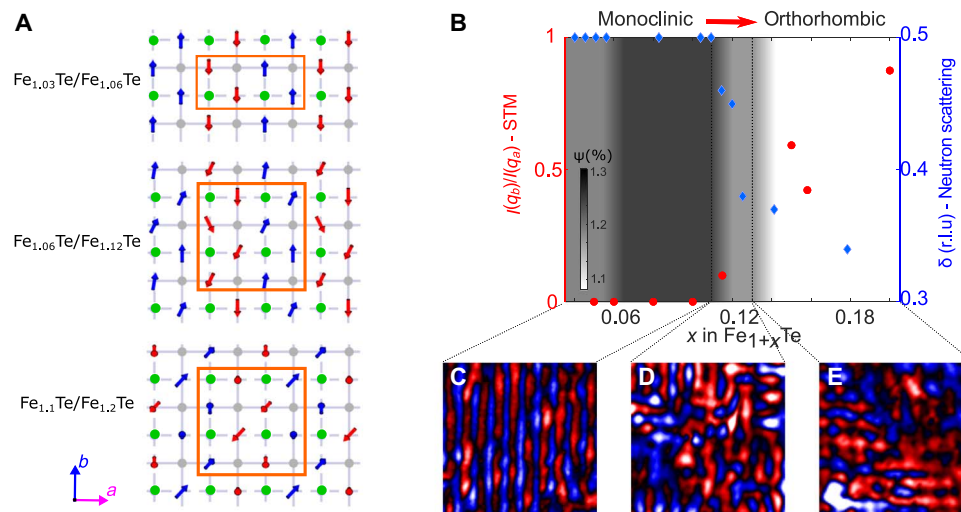 A
Fe1.03Te/Fe1.06Te
Fe1.06Te/Fe1.12Te
Fe1.1Te/Fe1.2Te
b
a
B
Monoclinic Orthorhombic
1
0.5
0
I(qb)/I(qa) - STM
ψ(%)
1.3
1.2
1.1
0.5
0.4
0.3
δ (r.l.u) - Neutron scattering
0.06 0.12 0.18
x in Fe1+xTe
C
D
E